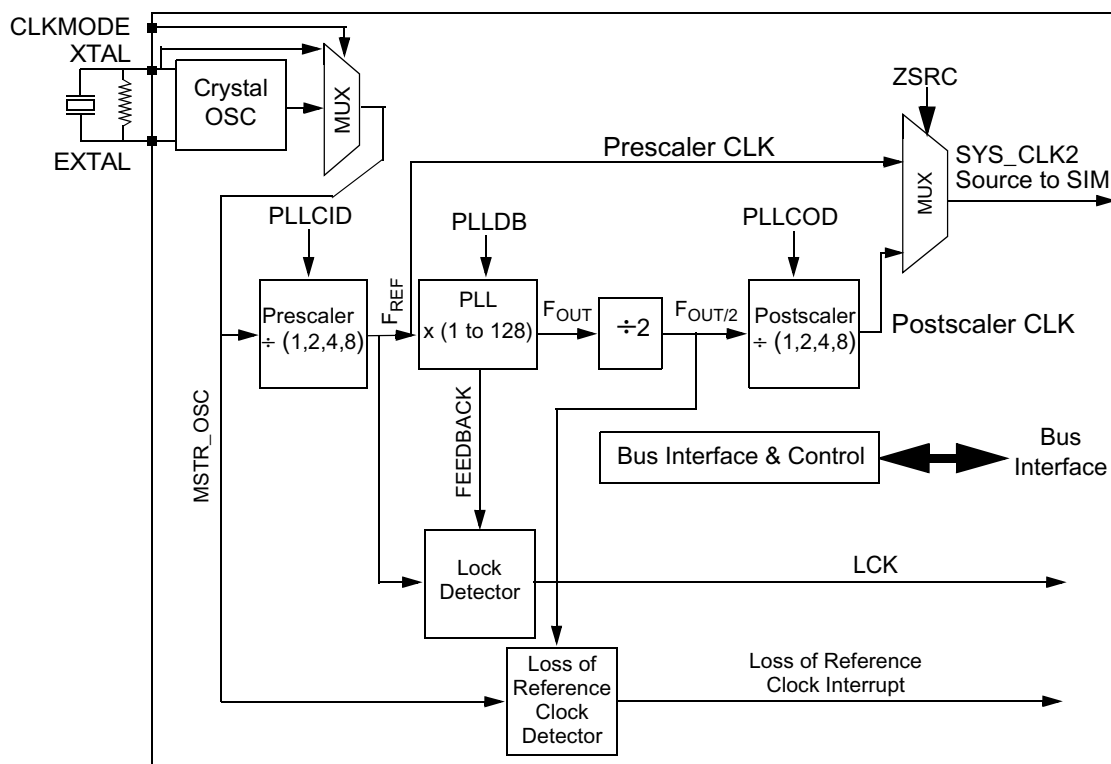 CLKMODE
XTAL
Crystal
OSC
EXTAL
MUX
ZSRC
Prescaler CLK
MUX
SYS_CLK2
Source to SIM
PLLCID
PLLDB
PLLCOD
Prescaler
÷ (1,2,4,8)
FREF
PLL
x (1 to 128)
FOUT
÷2
FOUT/2
Postscaler
÷ (1,2,4,8)
Postscaler CLK
MSTR_OSC
FEEDBACK
Bus Interface & Control
Bus
Interface
Lock
Detector
LCK
Loss of
Reference
Clock
Detector
Loss of Reference
Clock Interrupt